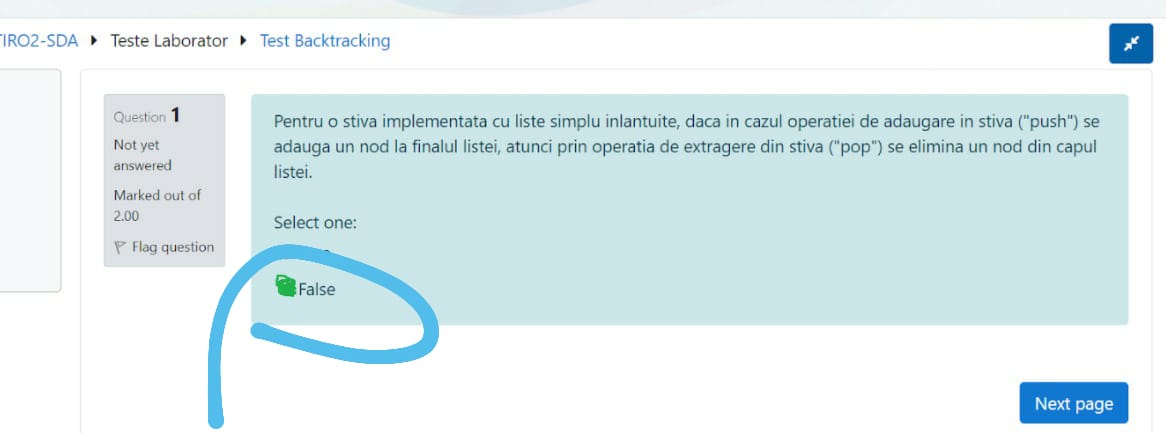 TIRO2-SDA ▸ Teste Laborator ▸ Test Backtracking
Question 1
Not yet
answered
Marked out of
2.00
Flag question
Pentru o stiva implementata cu liste simplu inlantuite, daca in cazul operatiei de adaugare in stiva ("push") se
adauga un nod la finalul listei, atunci prin operatia de extragere din stiva ("pop") se elimina un nod din capul
listei.
Select one:
False
Next page